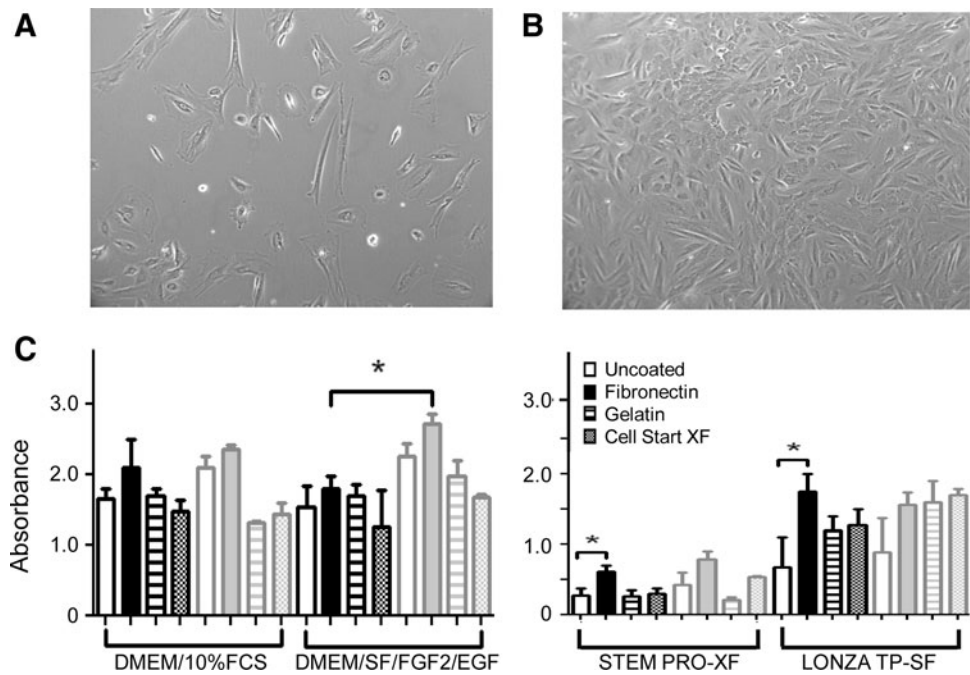 A
B
C
Absorbance
3.0
2.0
1.0
0
*
DMEM/10%FCS
DMEM/SF/FGF2/EGF
3.0
2.0
1.0
0
Uncoated
Fibronectin
Gelatin
Cell Start XF
*
*
STEM PRO-XF
LONZA TP-SF